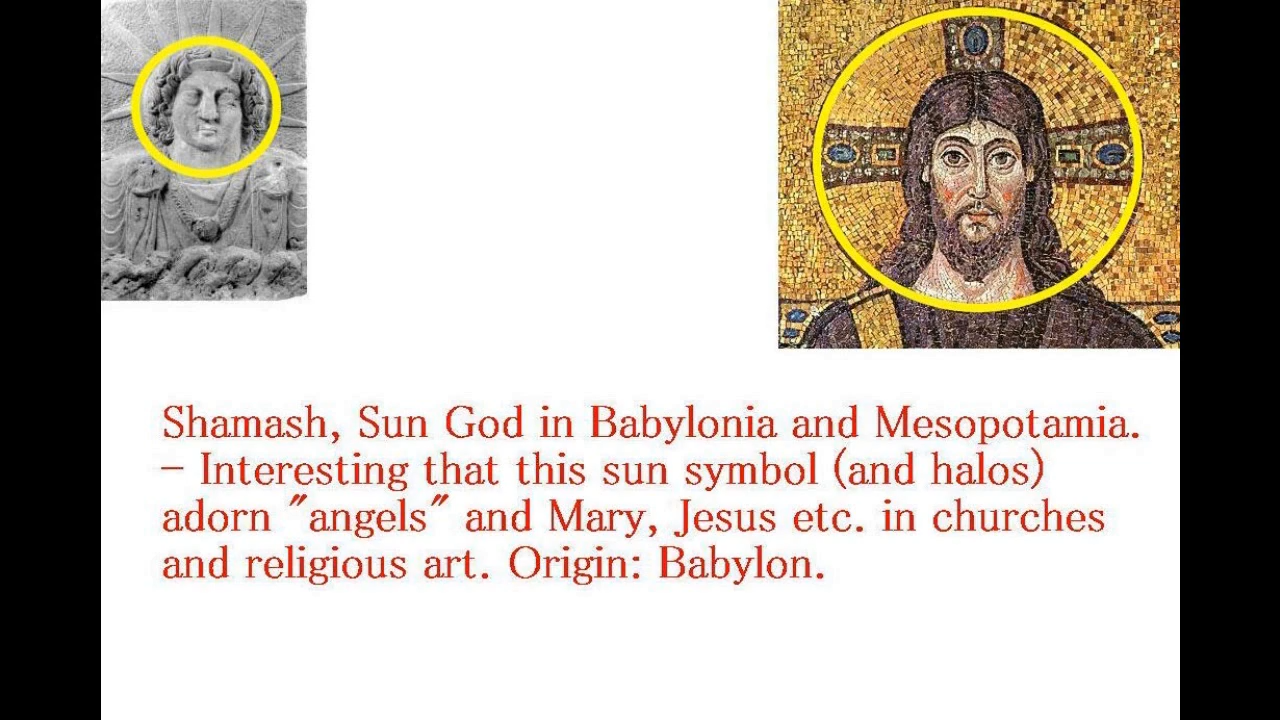 Shamash, Sun God in Babylonia and Mesopotamia.
- Interesting that this sun symbol (and halos)
adorn "angels" and Mary, Jesus etc. in churches
and religious art. Origin: Babylon.